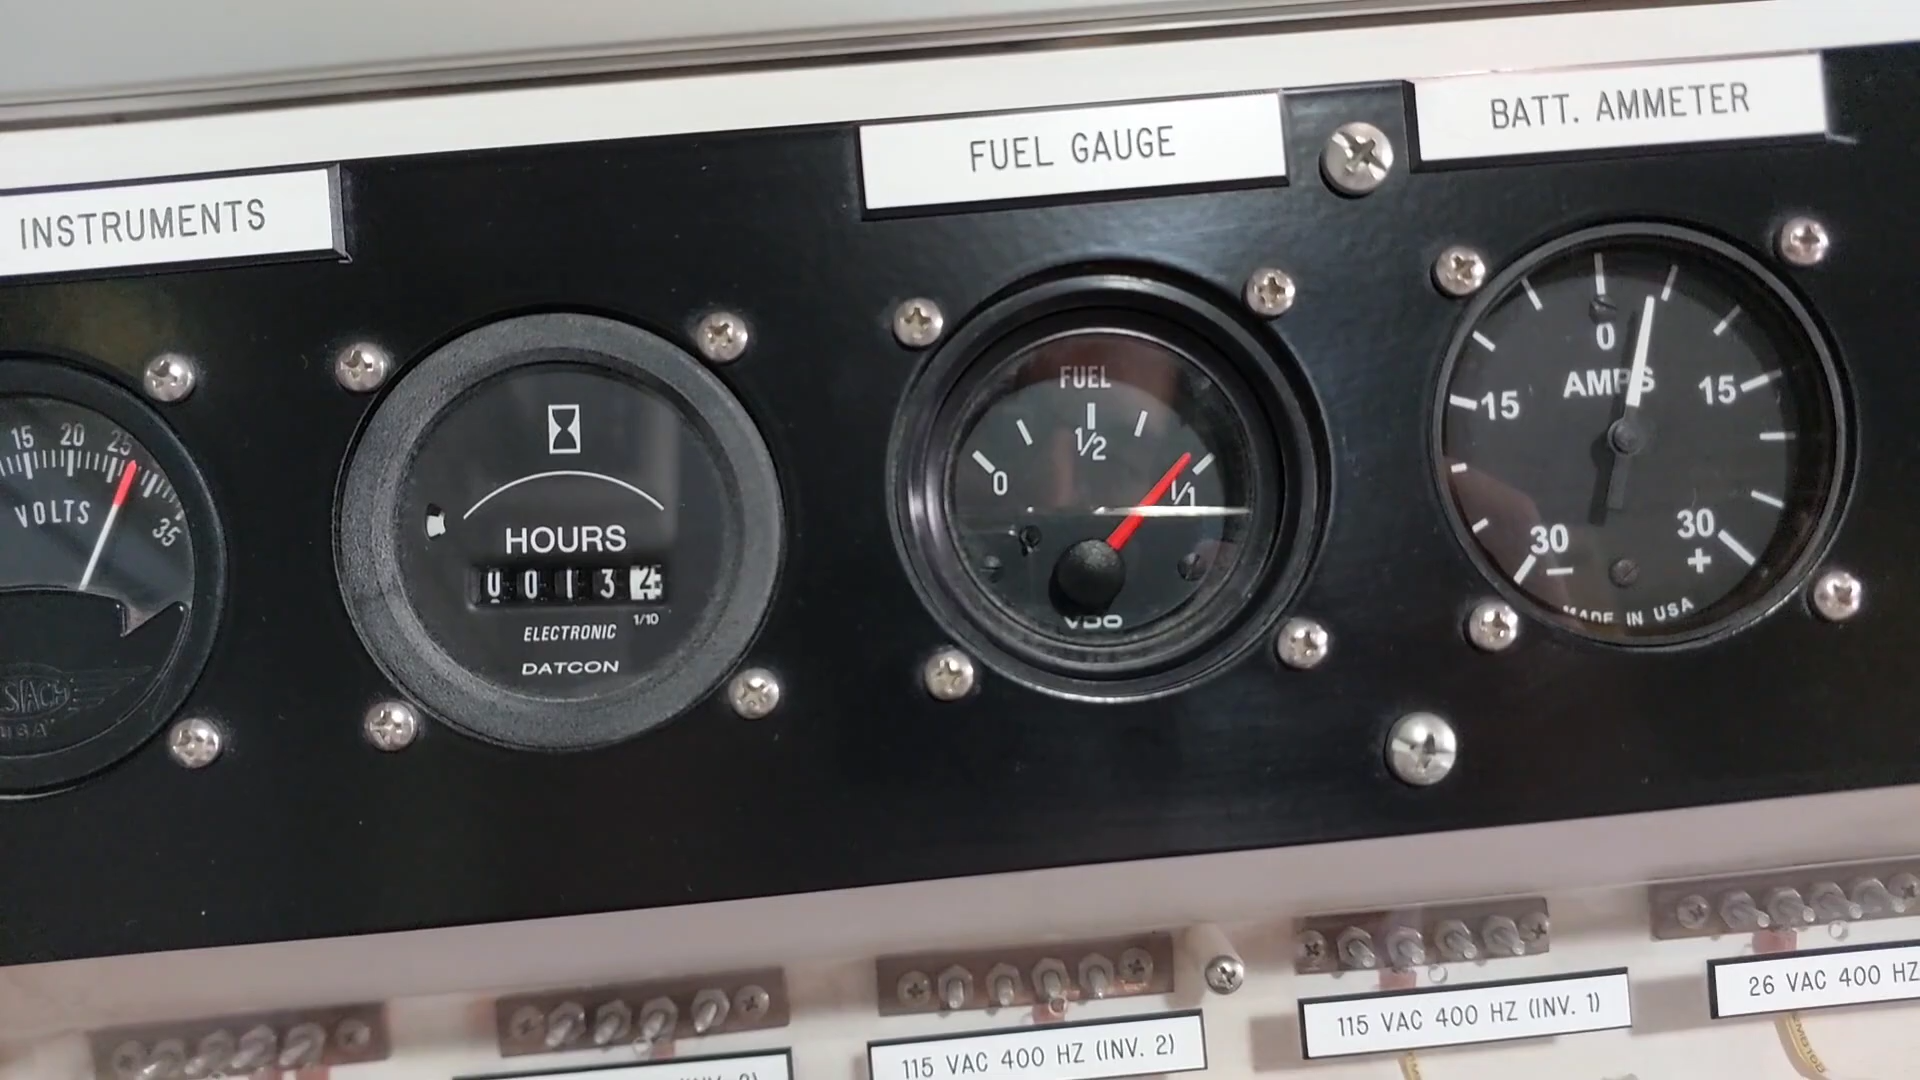 INSTRUMENTS
FUEL GAUGE
BATT. AMMETER
15 20 25
35
VOLTS
USA
HOURS
0 0 1 3 4
1/10
ELECTRONIC
DATCON
FUEL
0 1/2 1/1
VDO
0
AMPS
15 15
30 30
− +
MADE IN USA
115 VAC 400 HZ (INV. 2)
115 VAC 400 HZ (INV. 1)
26 VAC 400 HZ